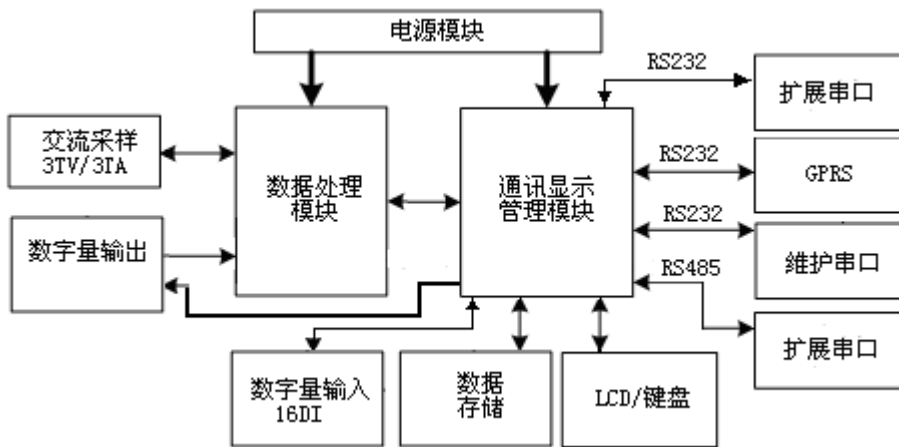 电源模块
RS232
扩展串口
交流采样
3TV/3TA
数据处理
模块
通讯显示
管理模块
RS232
GPRS
数字量输出
RS232
维护串口
RS485
扩展串口
数字量输入
16DI
数据
存储
LCD/键盘